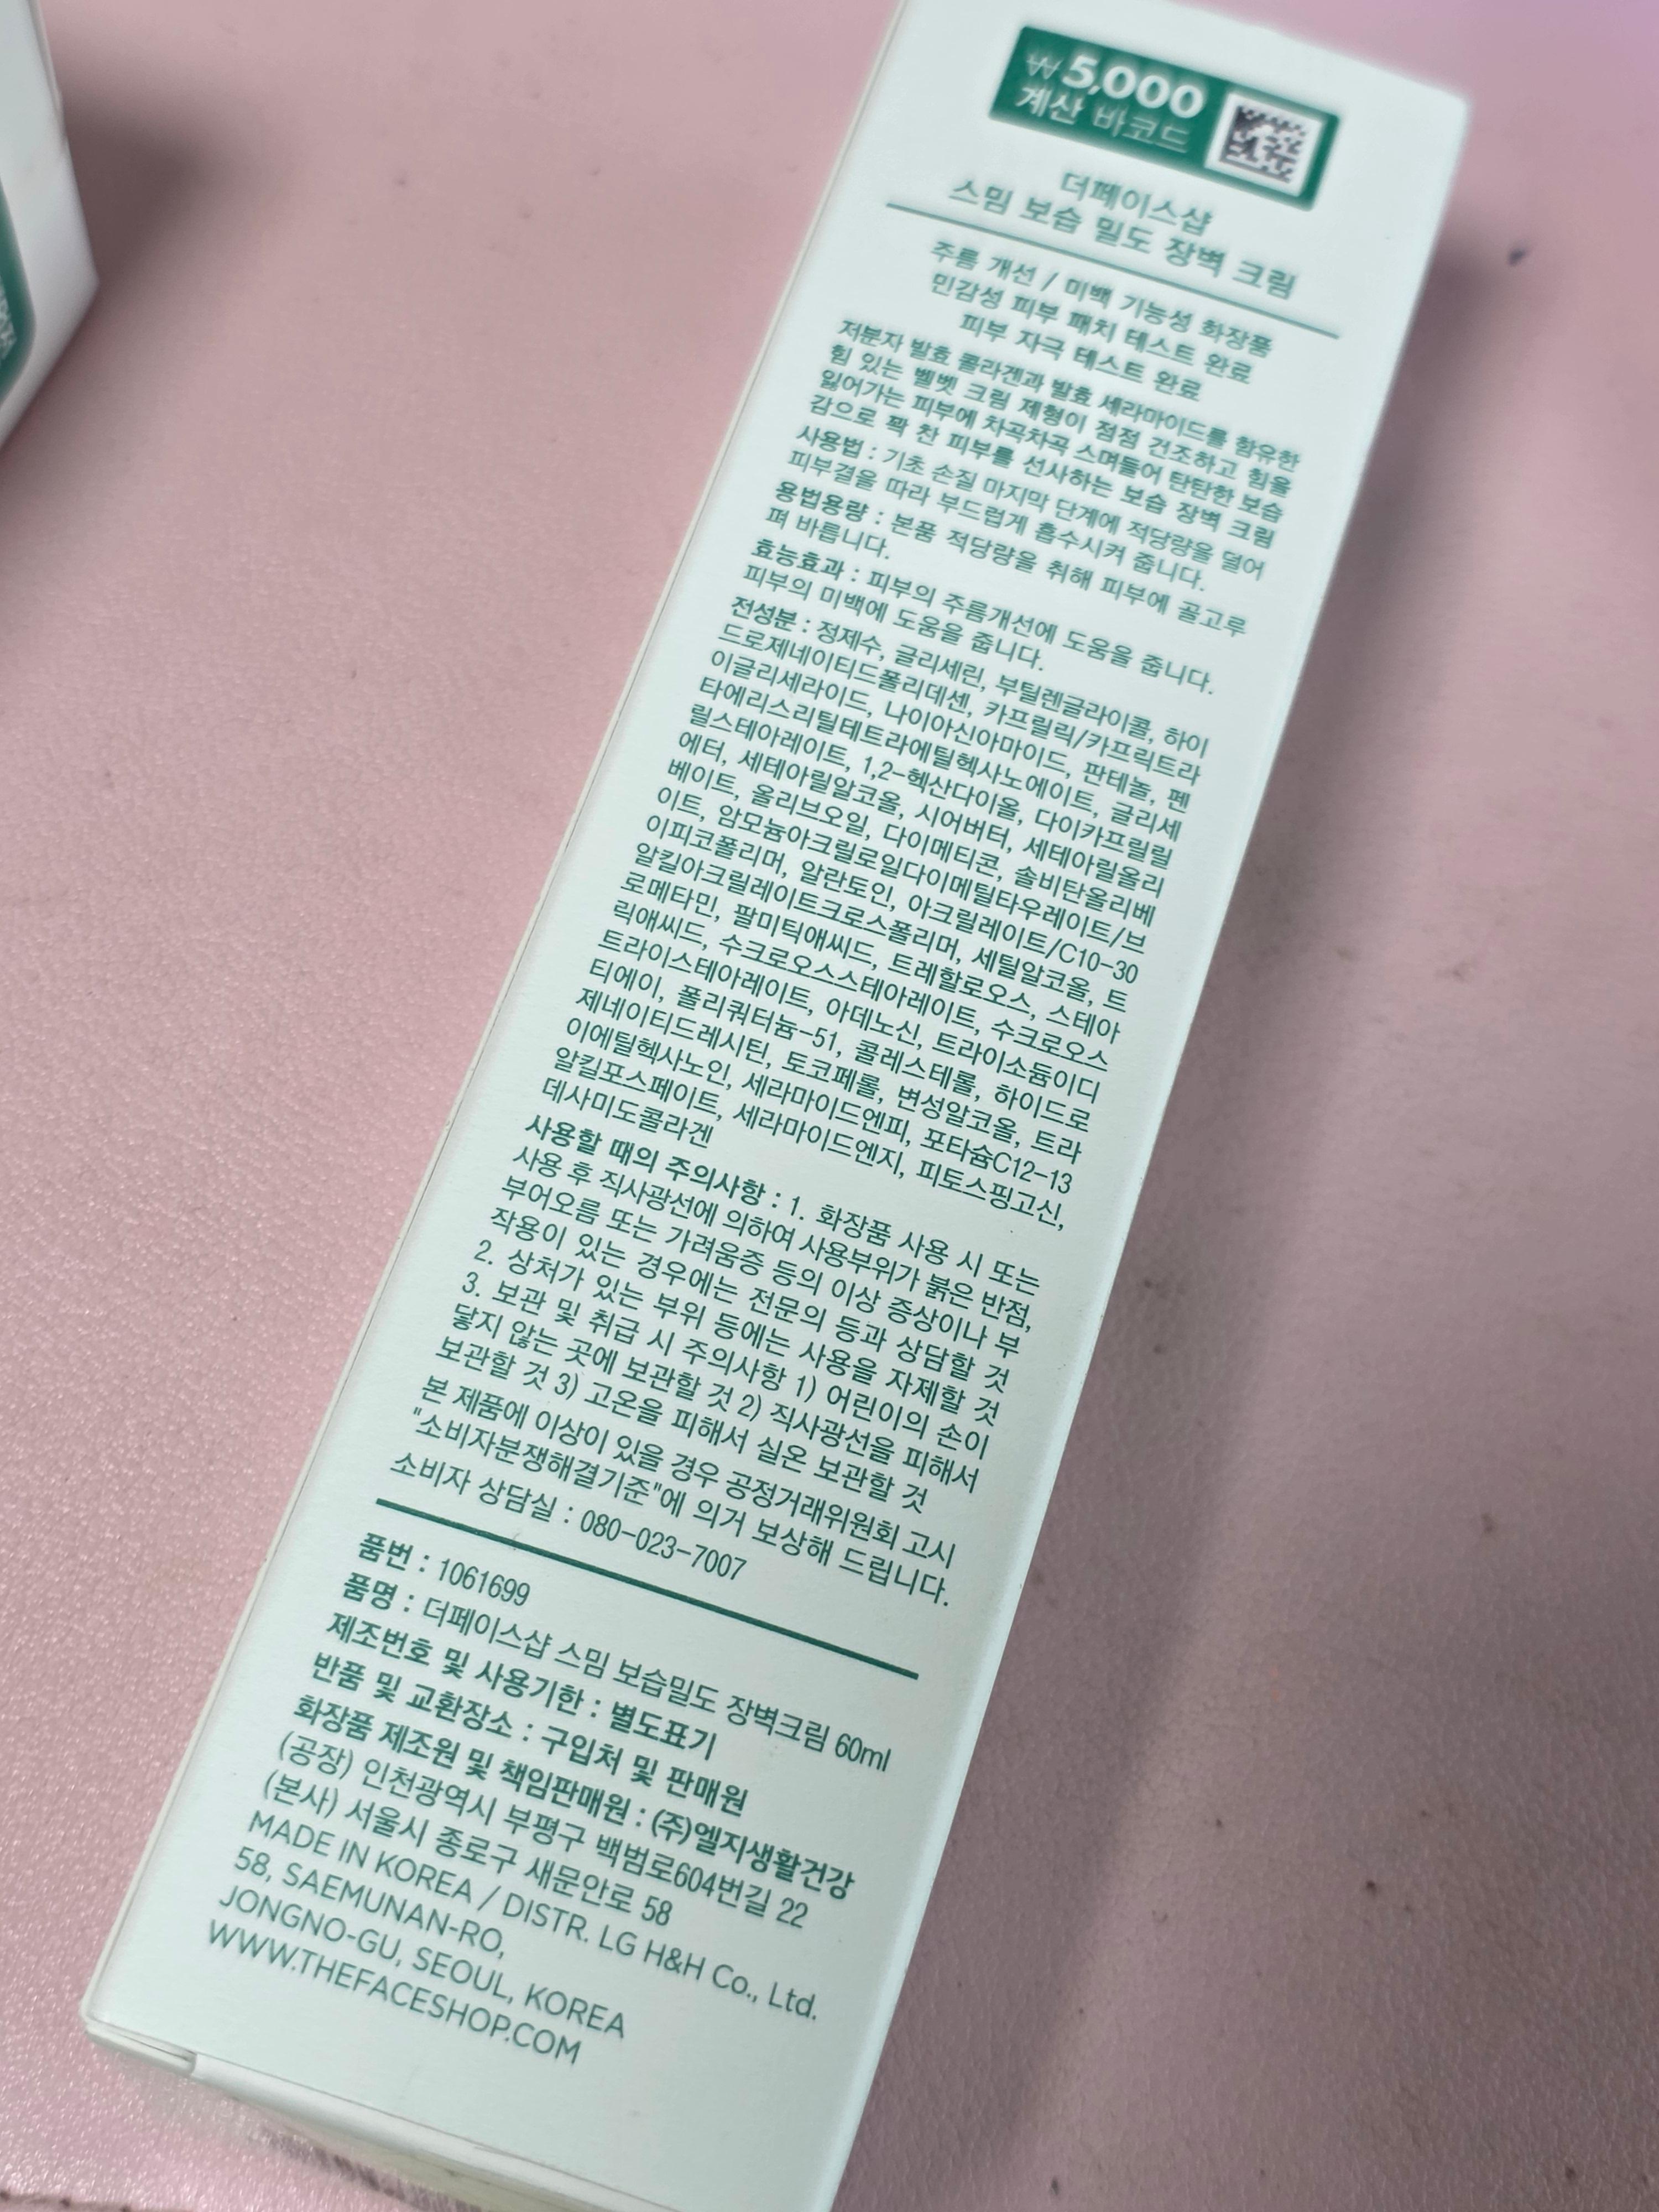 ₩5,000
계산 바코드
더페이스샵
스밈 보습 밀도 장벽 크림
주름 개선 / 미백 기능성 화장품
민감성 피부 패치 테스트 완료
피부 자극 테스트 완료
저분자 발효 콜라겐과 발효 세라마이드를 함유한
힘 있는 벨벳 크림 제형이 점점 건조하고 힘을
잃어가는 피부에 차곡차곡 스며들어 탄탄한 보습
감으로 꽉 찬 피부를 선사하는 보습 장벽 크림
사용법 : 기초 손질 마지막 단계에 적당량을 덜어
피부결을 따라 부드럽게 흡수시켜 줍니다.
용법용량 : 본품 적당량을 취해 피부에 골고루
펴 바릅니다.
효능효과 : 피부의 주름개선에 도움을 줍니다.
피부의 미백에 도움을 줍니다.
전성분 : 정제수, 글리세린, 부틸렌글라이콜, 하이
드로제네이티드폴리데센, 카프릴릭/카프릭트라
이글리세라이드, 나이아신아마이드, 판테놀, 펜
타에리스리틸테트라에틸헥사노에이트, 글리세
릴스테아레이트, 1,2-헥산다이올, 다이카프릴릴
에터, 세테아릴알코올, 시어버터, 세테아릴올리
베이트, 올리브오일, 다이메티콘, 솔비탄올리베
이트, 암모늄아크릴로일다이메틸타우레이트/브
이피코폴리머, 알란토인, 아크릴레이트/C10-30
알킬아크릴레이트크로스폴리머, 세틸알코올, 트
로메타민, 팔미틱애씨드, 트레할로오스, 스테아
릭애씨드, 수크로오스스테아레이트, 수크로오스
트라이스테아레이트, 아데노신, 트라이소듐이디
티에이, 폴리쿼터늄-51, 콜레스테롤, 하이드로
제네이티드레시틴, 토코페롤, 변성알코올, 트라
이에틸헥사노인, 세라마이드엔피, 포타슘C12-13
알킬포스페이트, 세라마이드엔지, 피토스핑고신,
데사미도콜라겐
사용할 때의 주의사항 : 1. 화장품 사용 시 또는
사용 후 직사광선에 의하여 사용부위가 붉은 반점,
부어오름 또는 가려움증 등의 이상 증상이나 부
작용이 있는 경우에는 전문의 등과 상담할 것
2. 상처가 있는 부위 등에는 사용을 자제할 것
3. 보관 및 취급 시 주의사항 1) 어린이의 손이
닿지 않는 곳에 보관할 것 2) 직사광선을 피해서
보관할 것 3) 고온을 피해서 실온 보관할 것
본 제품에 이상이 있을 경우 공정거래위원회 고시
"소비자분쟁해결기준"에 의거 보상해 드립니다.
소비자 상담실 : 080-023-7007
품번 : 1061699
품명 : 더페이스샵 스밈 보습밀도 장벽크림 60ml
제조번호 및 사용기한 : 별도표기
반품 및 교환장소 : 구입처 및 판매원
화장품 제조원 및 책임판매원 : (주)엘지생활건강
(공장) 인천광역시 부평구 백범로604번길 22
(본사) 서울시 종로구 새문안로 58
MADE IN KOREA / DISTR. LG H&H Co., Ltd.
58, SAEMUNAN-RO,
JONGNO-GU, SEOUL, KOREA
WWW.THEFACESHOP.COM